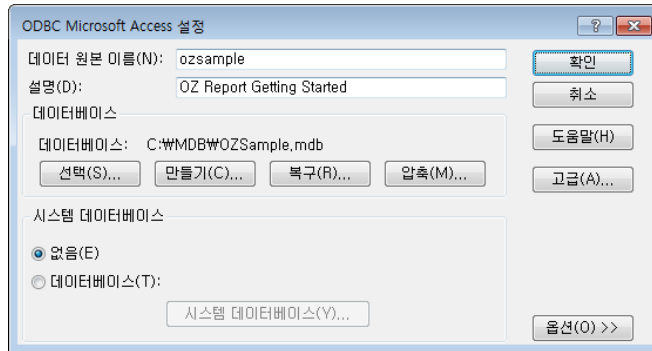 ODBC Microsoft Access 설정
데이터 원본 이름(N): ozsample
설명(D): OZ Report Getting Started
데이터베이스
데이터베이스: C:₩MDB₩OZSample,mdb
선택(S)... 만들기(C)... 복구(R)... 압축(M)...
시스템 데이터베이스
없음(E)
데이터베이스(T):
시스템 데이터베이스(Y)...
확인
취소
도움말(H)
고급(A)...
옵션(O) >>